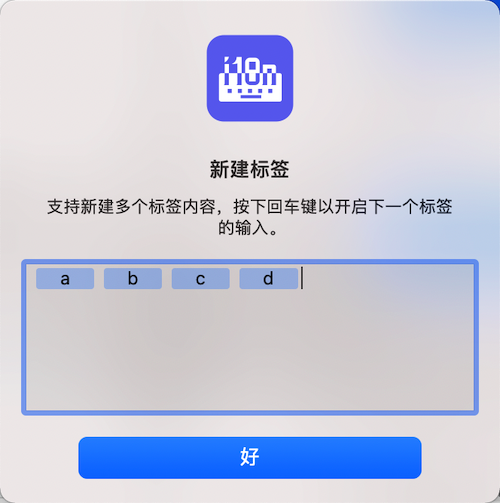 i18n
新建标签
支持新建多个标签内容，按下回车键以开启下一个标签
的输入。
a b c d
好